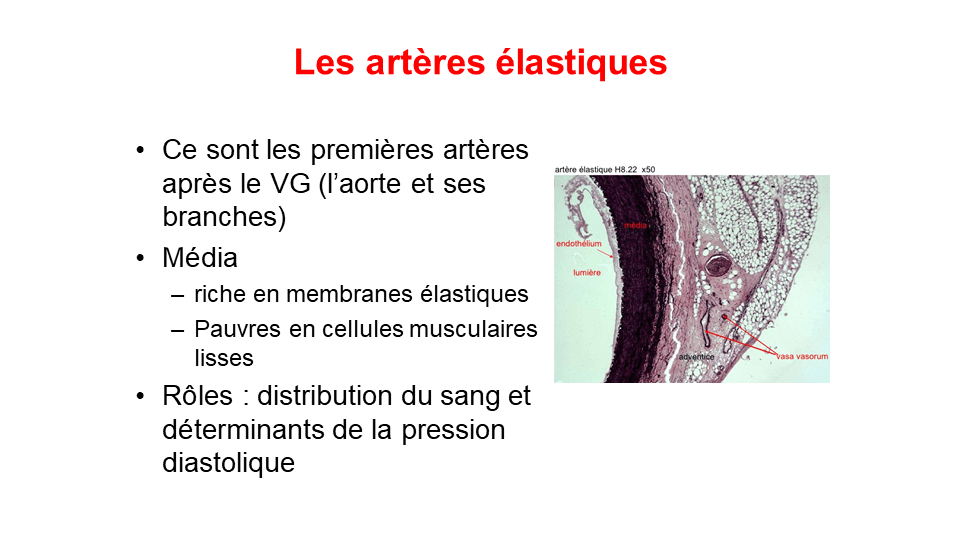 Les artères élastiques
• Ce sont les premières artères
après le VG (l’aorte et ses
branches)
• Média
– riche en membranes élastiques
– Pauvres en cellules musculaires
lisses
• Rôles : distribution du sang et
déterminants de la pression
diastolique
artère élastique H8.22 x50
média
endothélium
lumière
adventice
vasa vasorum